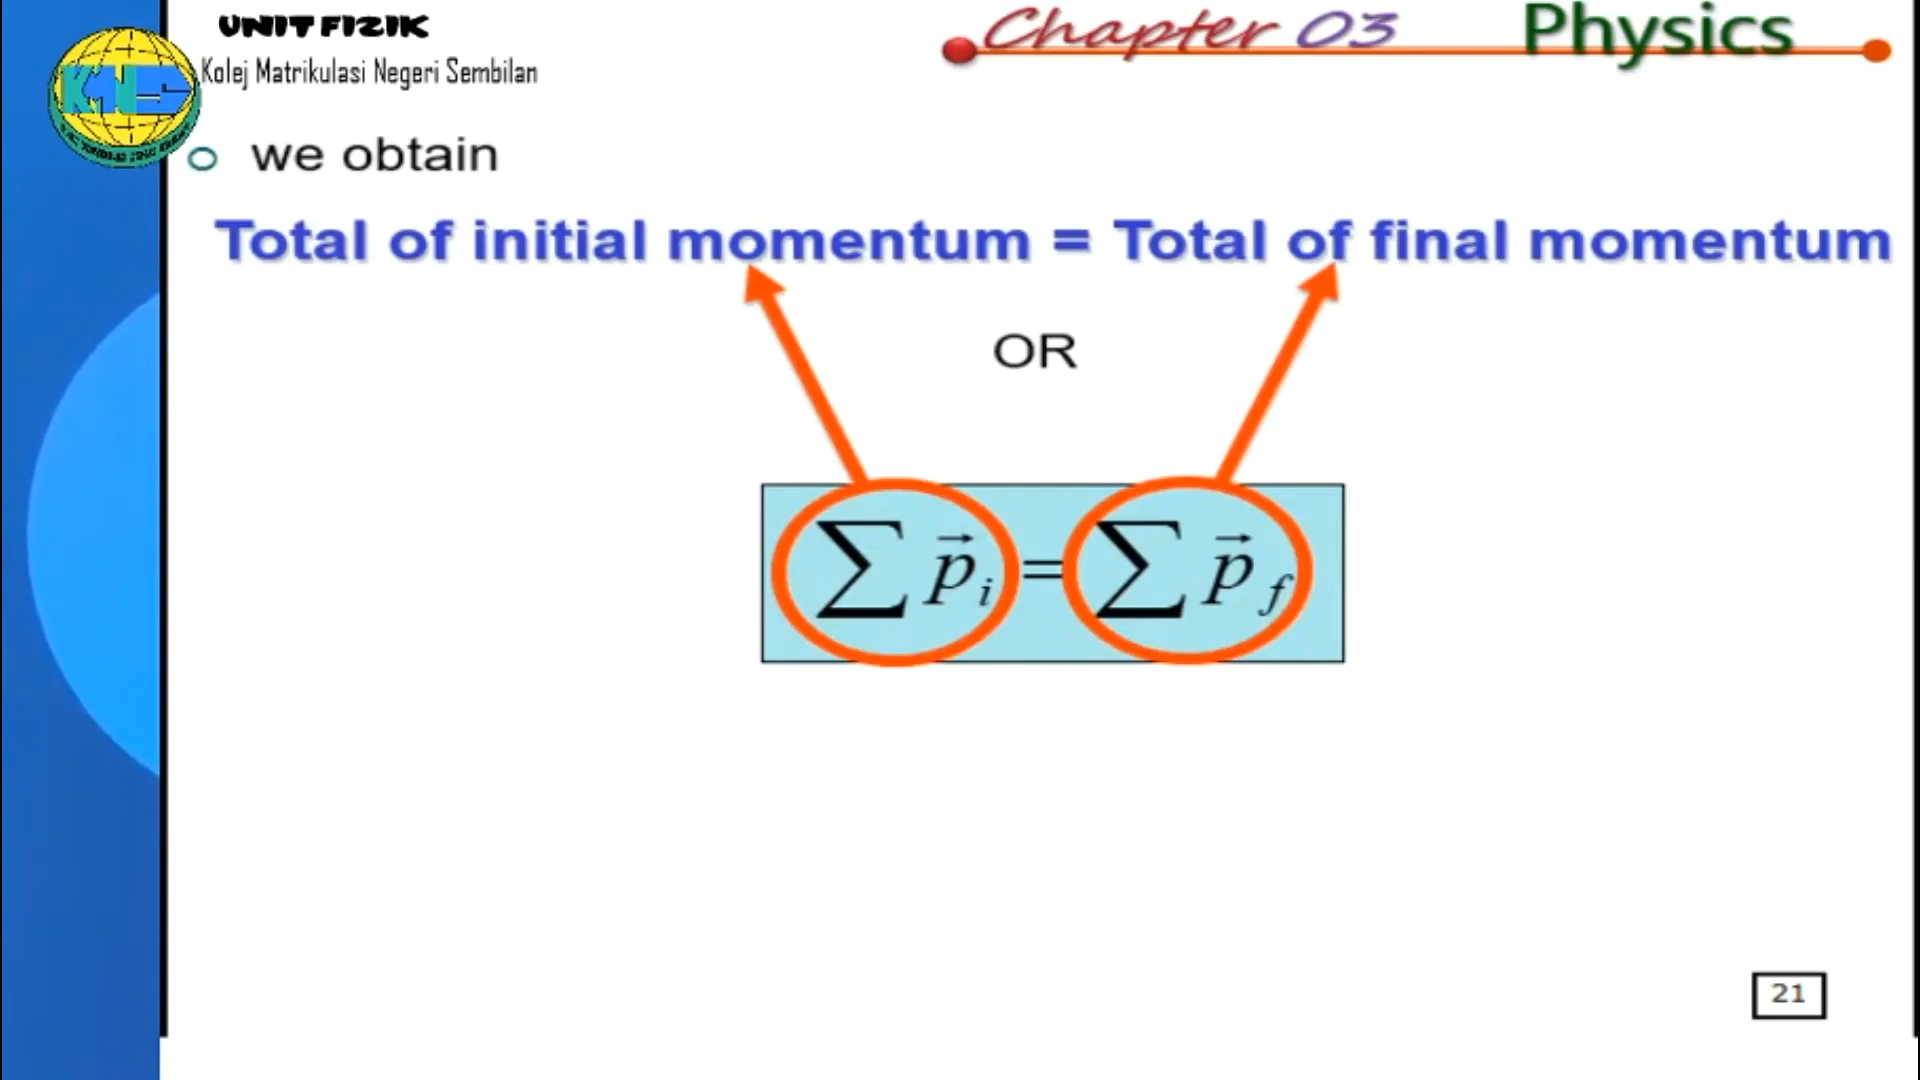 UNIT FIZIK
Kolej Matrikulasi Negeri Sembilan
Chapter 03
Physics
we obtain
Total of initial momentum = Total of final momentum
OR
∑ p⃗ᵢ = ∑ p⃗ f
21